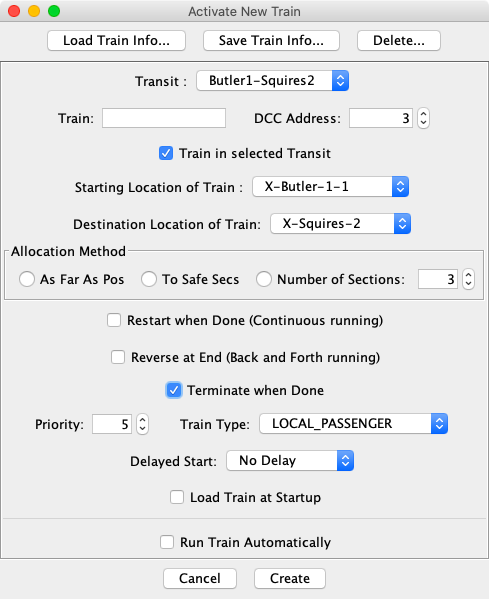 Activate New Train
Load Train Info... Save Train Info... Delete...
Transit : Butler1-Squires2
Train: DCC Address: 3
Train in selected Transit
Starting Location of Train : X-Butler-1-1
Destination Location of Train: X-Squires-2
Allocation Method
As Far As Pos To Safe Secs Number of Sections: 3
Restart when Done (Continuous running)
Reverse at End (Back and Forth running)
Terminate when Done
Priority: 5 Train Type: LOCAL_PASSENGER
Delayed Start: No Delay
Load Train at Startup
Run Train Automatically
Cancel Create